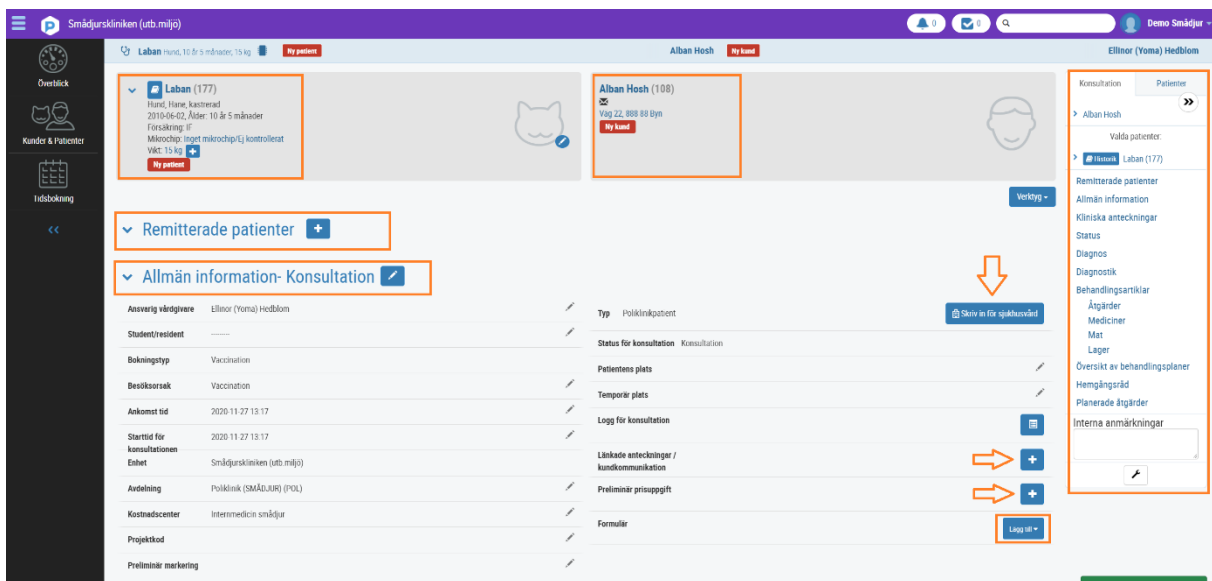 Smådjurskliniken (utb.miljö)
0
0
Demo Smådjur
Laban Hund, 10 år 5 månader, 15 kg
Ny patient
Alban Hosh
Ny kund
Ellinor (Yoma) Hedblom
Överblick
Kunder & Patienter
Tidsbokning
Laban (177)
Hund, Hane, kastrerad
2010-06-02, Ålder: 10 år 5 månader
Försäkring: IF
Mikrochip: Inget mikrochip/Ej kontrollerat
Vikt: 15 kg
Ny patient
Alban Hosh (108)
Väg 22, 888 88 Byn
Ny kund
Verktyg
Remitterade patienter
Allmän information- Konsultation
Ansvarig vårdgivare Ellinor (Yoma) Hedblom
Student/resident --------
Bokningstyp Vaccination
Besöksorsak Vaccination
Ankomst tid 2020-11-27 13:17
Starttid för konsultationen 2020-11-27 13:17
Enhet Smådjurskliniken (utb.miljö)
Avdelning Poliklinik (SMÅDJUR) (POL)
Kostnadscenter Internmedicin smådjur
Projektkod
Preliminär markering
Typ Poliklinikpatient
Skriv in för sjukhusvård
Status för konsultation Konsultation
Patientens plats
Temporär plats
Logg för konsultation
Länkade anteckningar /
kundkommunikation
Preliminär prisuppgift
Formulär
Lägg till
Konsultation Patienter
Alban Hosh
Valda patienter:
Historik Laban (177)
Remitterade patienter
Allmän information
Kliniska anteckningar
Status
Diagnos
Diagnostik
Behandlingsartiklar
Åtgärder
Mediciner
Mat
Lager
Översikt av behandlingsplaner
Hemgångsråd
Planerade åtgärder
Interna anmärkningar